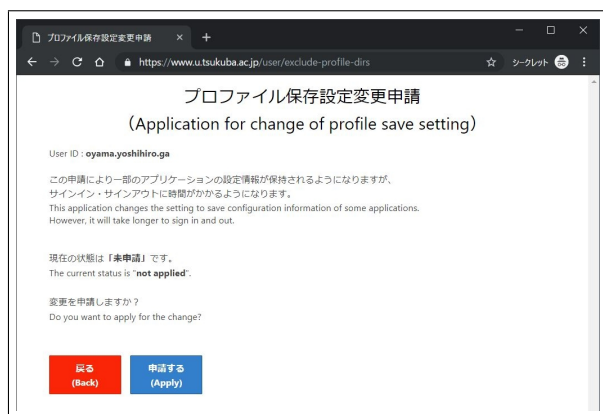 プロファイル保存設定変更申請
https://www.u.tsukuba.ac.jp/user/exclude-profile-dirs
シークレット
プロファイル保存設定変更申請
（Application for change of profile save setting）
User ID : oyama.yoshihiro.ga
この申請により一部のアプリケーションの設定情報が保持されるようになりますが、
サインイン・サインアウトに時間がかかるようになります。
This application changes the setting to save configuration information of some applications.
However, it will take longer to sign in and out.
現在の状態は「未申請」です。
The current status is "not applied".
変更を申請しますか？
Do you want to apply for the change?
戻る
(Back)
申請する
(Apply)